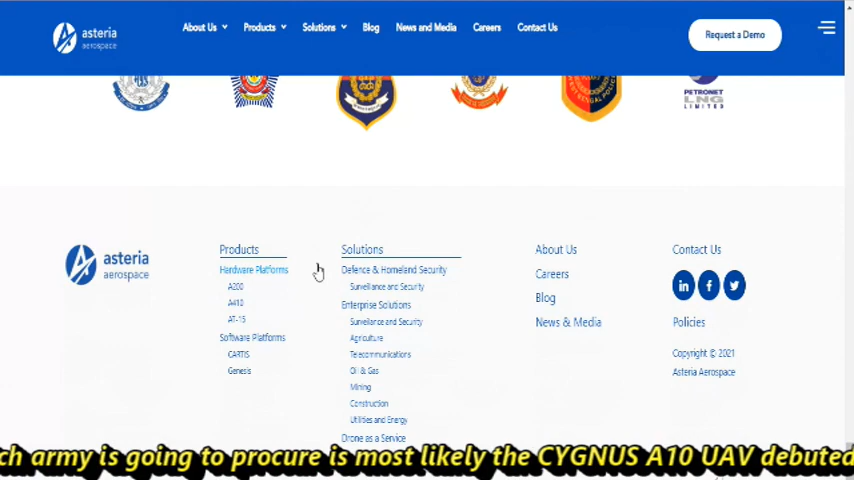 asteria
aerospace
About Us
Products
Solutions
Blog
News and Media
Careers
Contact Us
Request a Demo
PETRONET
LNG
LIMITED
asteria
aerospace
Products
Hardware Platforms
A200
A410
AT-15
Software Platforms
CARTIS
Genesis
Solutions
Defence & Homeland Security
Surveillance and Security
Enterprise Solutions
Surveillance and Security
Agriculture
Telecommunications
Oil & Gas
Mining
Construction
Utilities and Energy
Drone as a Service
About Us
Careers
Blog
News & Media
Contact Us
in f
Policies
Copyright © 2021
Asteria Aerospace
ch army is going to procure is most likely the CYGNUS A10 UAV debuted